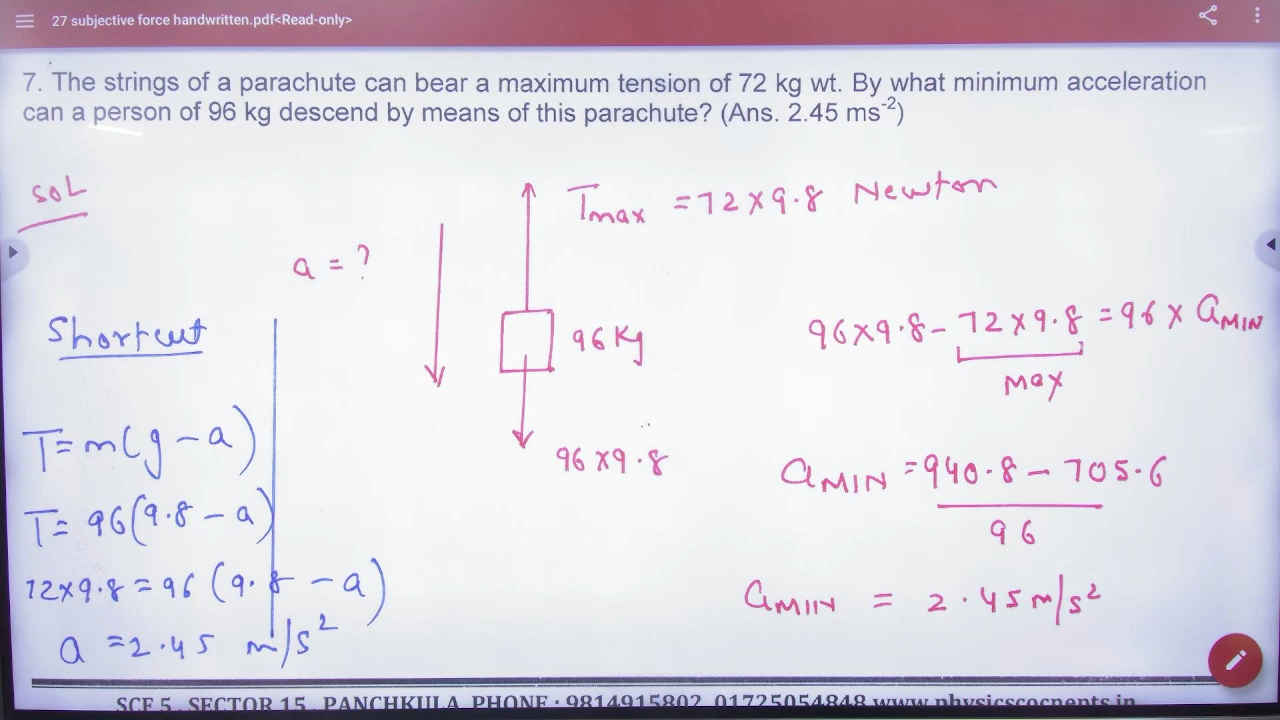 27 subjective force handwritten.pdf<Read-only>
7. The strings of a parachute can bear a maximum tension of 72 kg wt. By what minimum acceleration
can a person of 96 kg descend by means of this parachute? (Ans. 2.45 ms-2)
SOL
Tmax = 72 x 9.8 Newton
a = ?
96 Kg
96 x 9.8
96x9.8 - 72 x 9.8 = 96 x aMIN
max
aMIN = 940.8 - 705.6
96
aMIN = 2.45 m/s2
Shortcut
T = m(g - a)
T = 96(9.8 - a)
72x9.8 = 96 (9.8 - a)
a = 2.45 m/s2
SCF 5, SECTOR 15, PANCHKULA PHONE : 9814915802, 01725054848 www.physicscocnepts.in